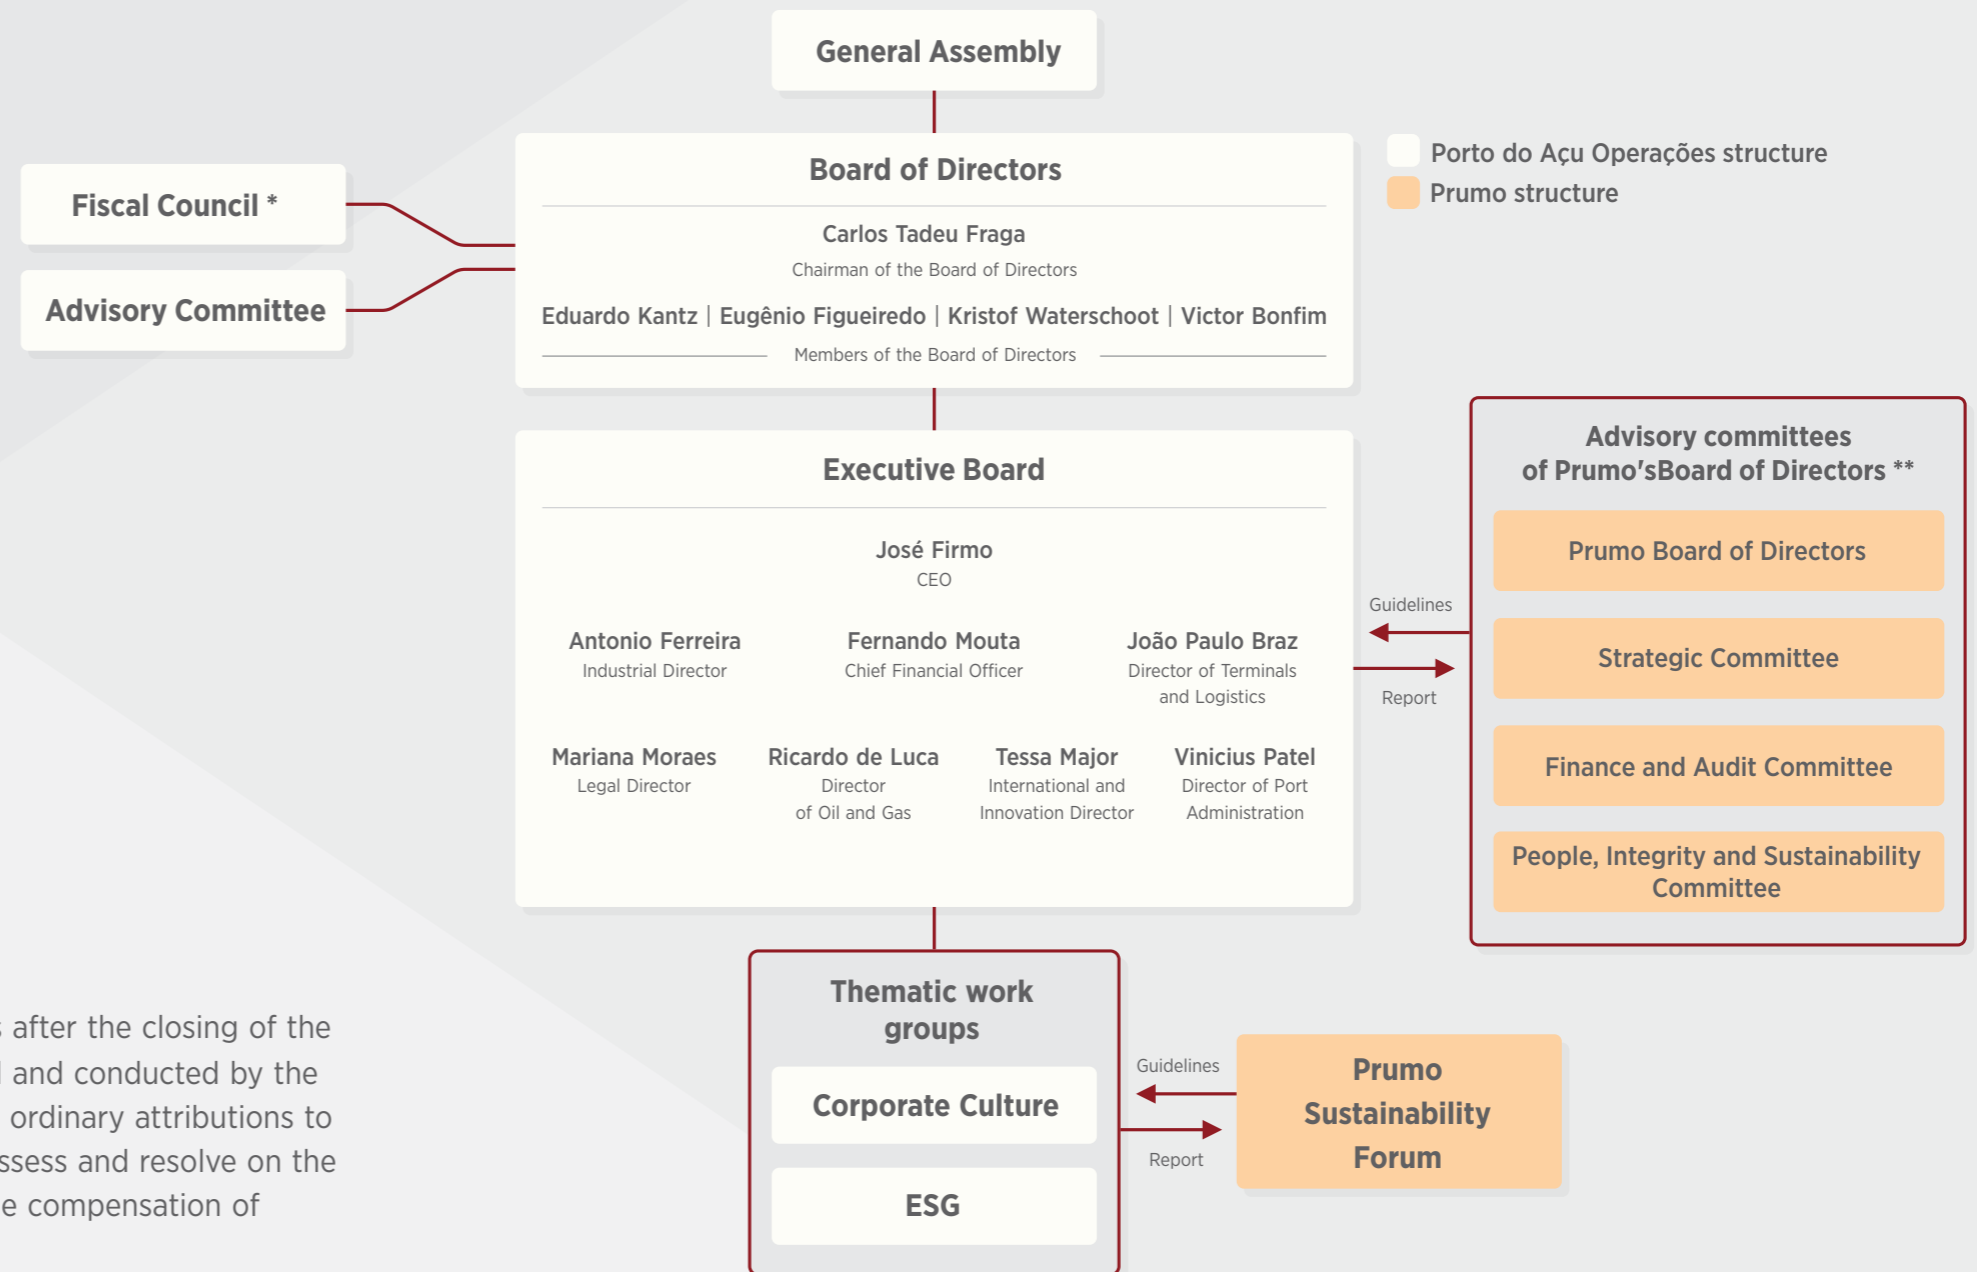 General Assembly
Fiscal Council *
Advisory Committee
Board of Directors
Carlos Tadeu Fraga
Chairman of the Board of Directors
Eduardo Kantz | Eugênio Figueiredo | Kristof Waterschoot | Victor Bonfim
Members of the Board of Directors
Porto do Açu Operações structure
Prumo structure
Executive Board
José Firmo
CEO
Antonio Ferreira
Industrial Director
Fernando Mouta
Chief Financial Officer
João Paulo Braz
Director of Terminals
and Logistics
Mariana Moraes
Legal Director
Ricardo de Luca
Director
of Oil and Gas
Tessa Major
International and
Innovation Director
Vinicius Patel
Director of Port
Administration
Guidelines
Report
Advisory committees
of Prumo'sBoard of Directors **
Prumo Board of Directors
Strategic Committee
Finance and Audit Committee
People, Integrity and Sustainability
Committee
Thematic work
groups
Corporate Culture
ESG
Guidelines
Report
Prumo
Sustainability
Forum
after the closing of the
and conducted by the
ordinary attributions to
and resolve on the
compensation of